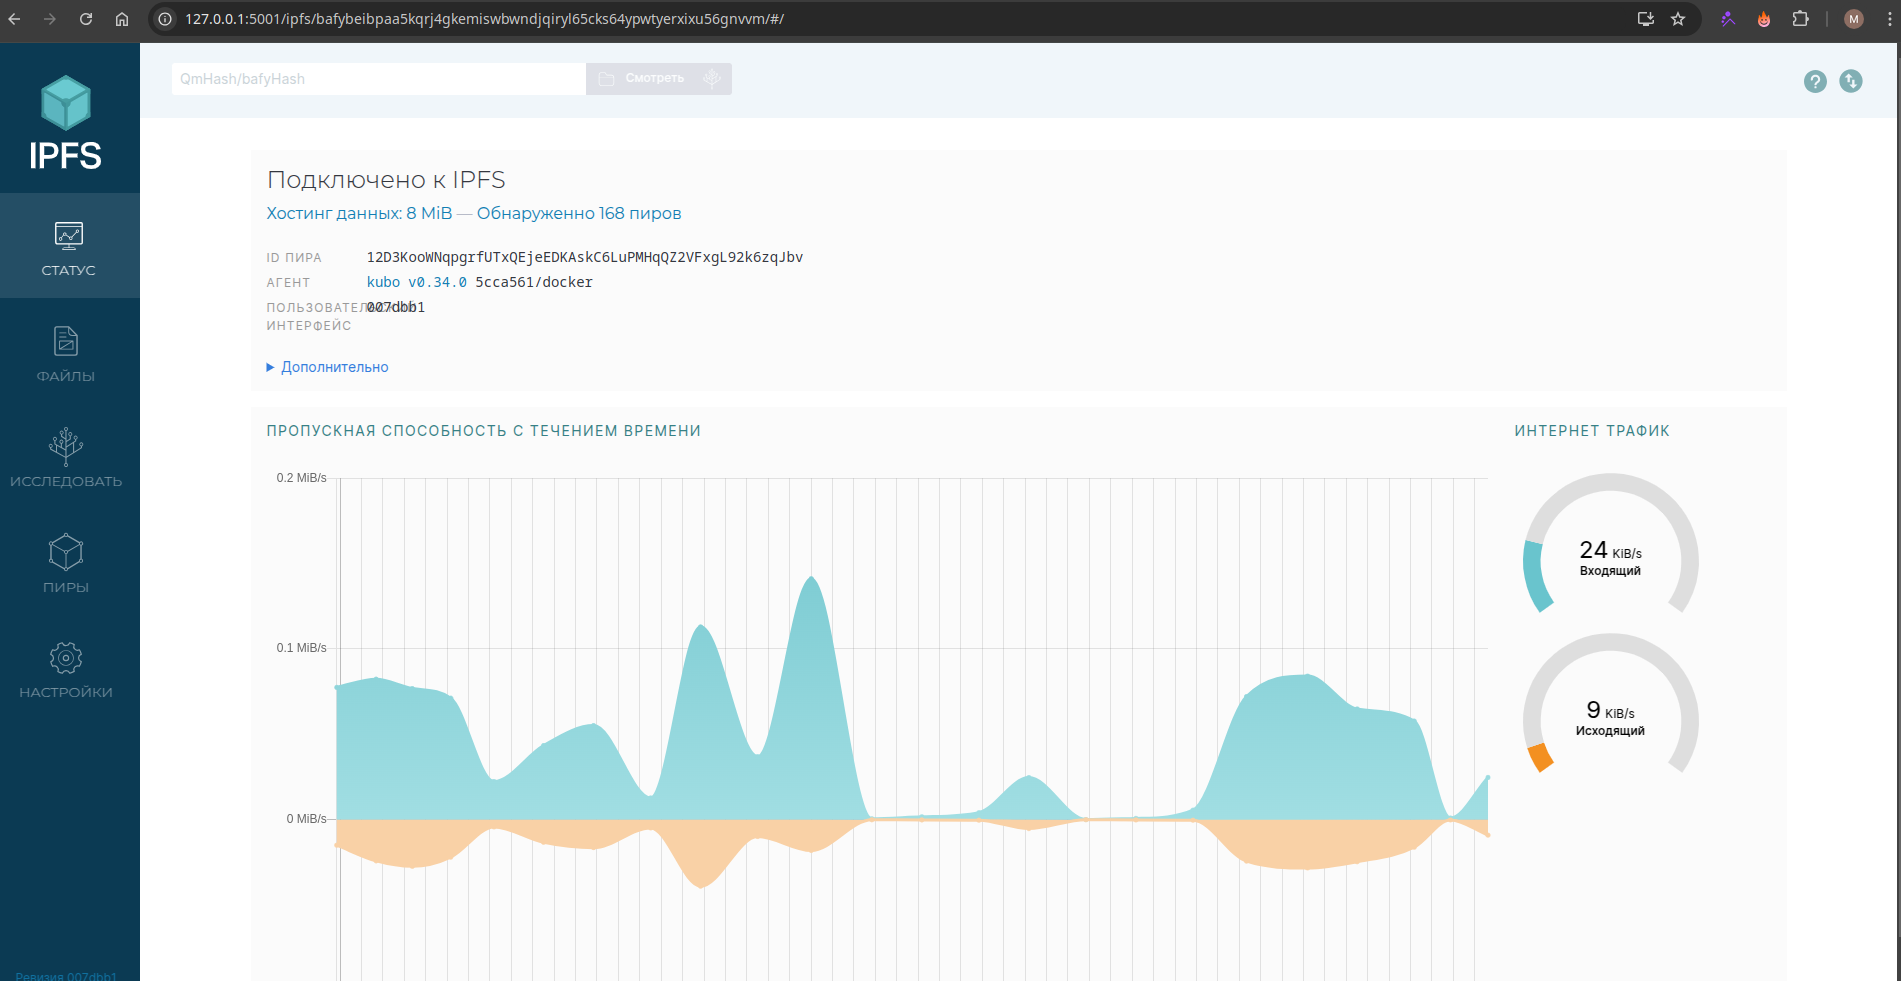 127.0.0.1:5001/ipfs/bafybeibpaa5kqrj4gkemiswbwndjqiryl65cks64ypwtyerxixu56gnvvm/#/
M
QmHash/bafyHash
Смотреть
IPFS
СТАТУС
ФАЙЛЫ
ИССЛЕДОВАТЬ
ПИРЫ
НАСТРОЙКИ
Ревизия 007dbb1
Подключено к IPFS
Хостинг данных: 8 MiB — Обнаруженно 168 пиров
ID ПИРА 12D3KooWNqpgrfUTxQEjeEDKAskC6LuPMHqQZ2VFxgL92k6zqJbv
АГЕНТ kubo v0.34.0 5cca561/docker
ПОЛЬЗОВАТЕЛЬСКИЙ 007dbb1
ИНТЕРФЕЙС
Дополнительно
ПРОПУСКНАЯ СПОСОБНОСТЬ С ТЕЧЕНИЕМ ВРЕМЕНИ
0.2 MiB/s
0.1 MiB/s
0 MiB/s
ИНТЕРНЕТ ТРАФИК
24 KiB/s
Входящий
9 KiB/s
Исходящий